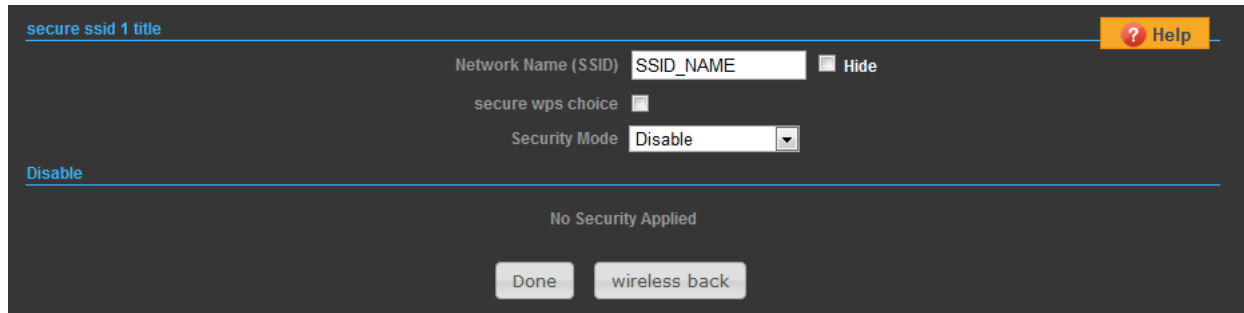 secure ssid 1 title
? Help
Network Name (SSID) SSID_NAME Hide
secure wps choice
Security Mode Disable
Disable
No Security Applied
Done wireless back